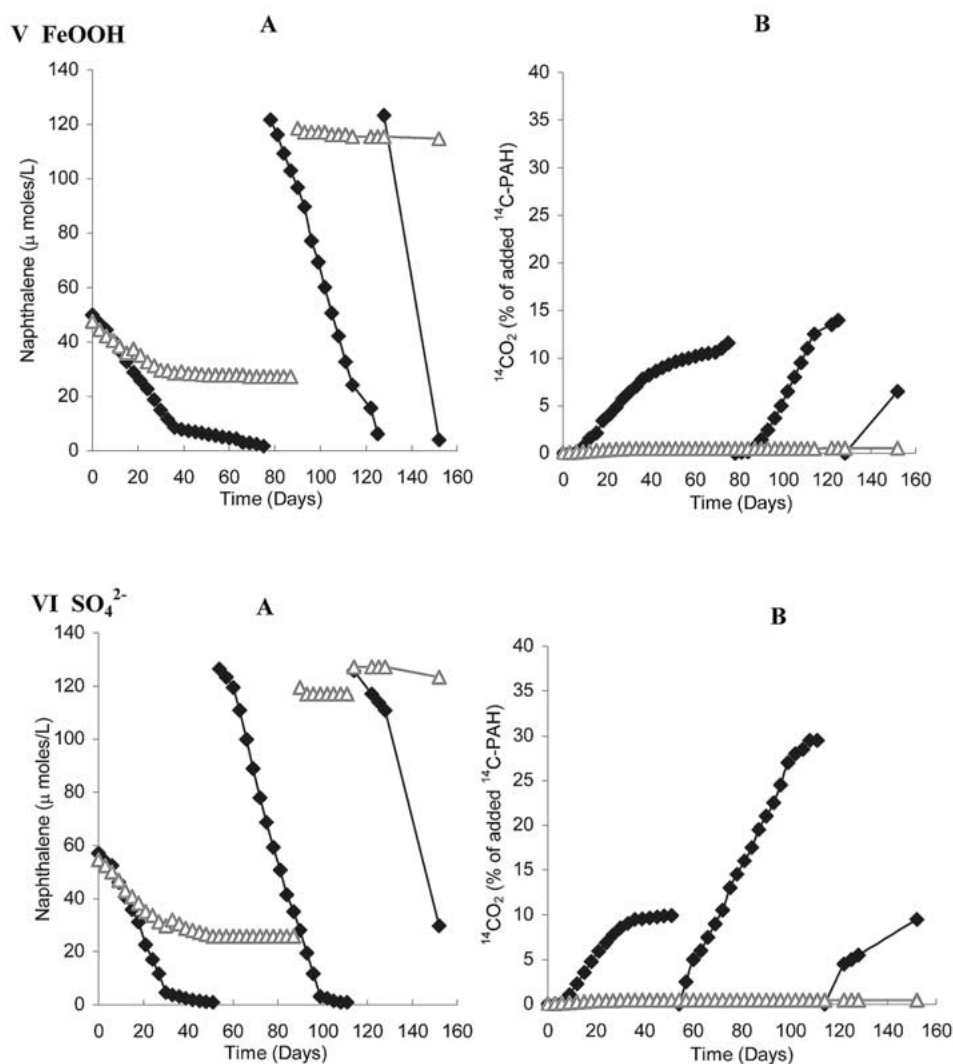 V FeOOH
A
B
Naphthalene (μ moles/L)
140
120
100
80
60
40
20
0
0 20 40 60 80 100 120 140 160
Time (Days)
¹⁴CO₂ (% of added ¹⁴C-PAH)
40
35
30
25
20
15
10
5
0
0 20 40 60 80 100 120 140 160
Time (Days)
VI SO₄²⁻
A
B
Naphthalene (μ moles/L)
140
120
100
80
60
40
20
0
0 20 40 60 80 100 120 140 160
Time (Days)
¹⁴CO₂ (% of added ¹⁴C-PAH)
40
35
30
25
20
15
10
5
0
0 20 40 60 80 100 120 140 160
Time (Days)